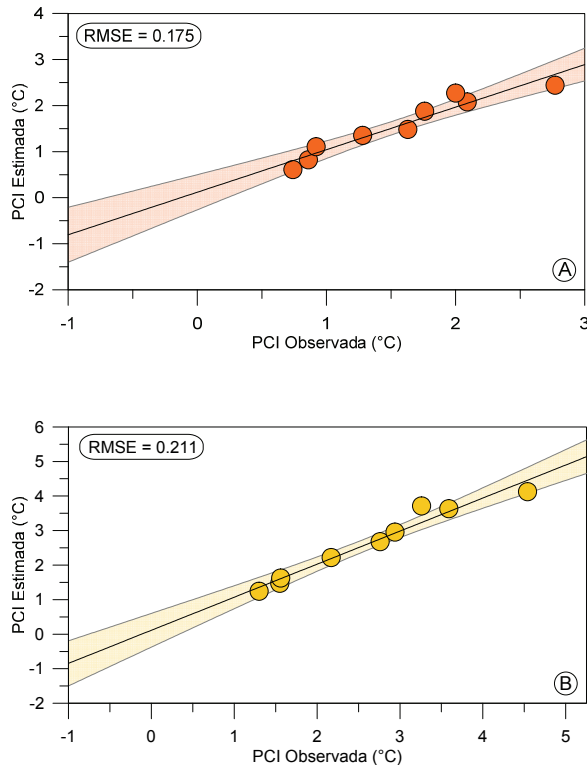 4
RMSE = 0.175
3
2
1
0
-1
-2
PCI Estimada (°C)
A
-1 0 1 2 3
PCI Observada (°C)
6
RMSE = 0.211
5
4
3
2
1
0
-1
-2
PCI Estimada (°C)
B
-1 0 1 2 3 4 5
PCI Observada (°C)